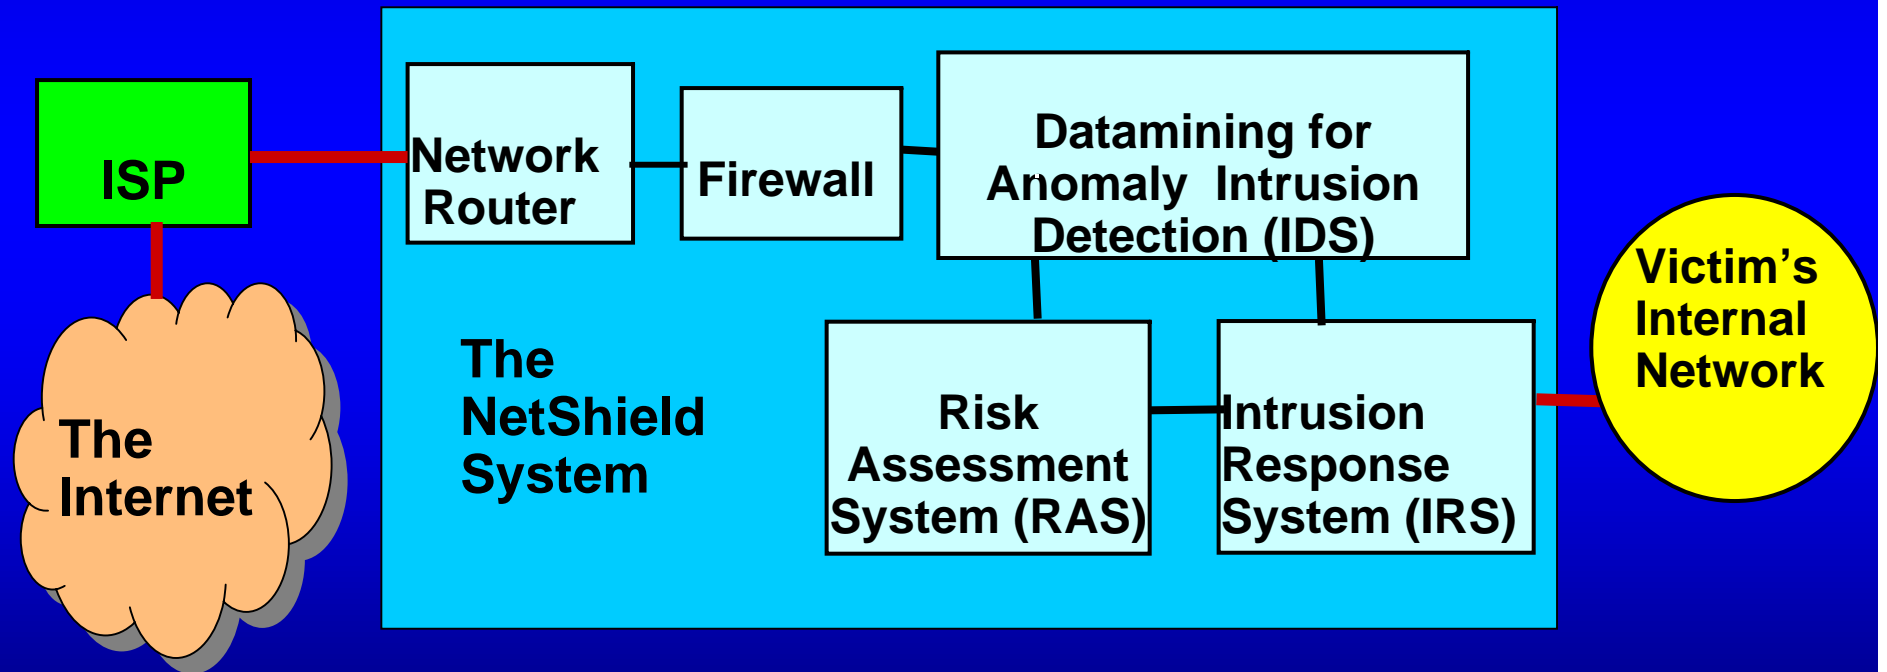 ISP
Network
Router
Firewall
Datamining for
Anomaly Intrusion
Detection (IDS)
Victim’s
Internal
Network
The
NetShield
System
Risk
Assessment
System (RAS)
Intrusion
Response
System (IRS)
The
Internet